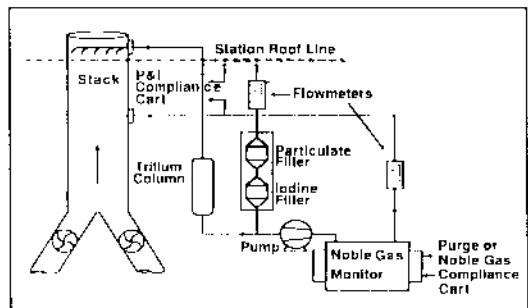 Station Roof Line
Stack
P&I
Compliance
Cart
Flowmeters
Tritium
Column
Particulate
Filter
Iodine
Filter
Pump
Noble Gas
Monitor
Purge or
Noble Gas
Compliance
Cart